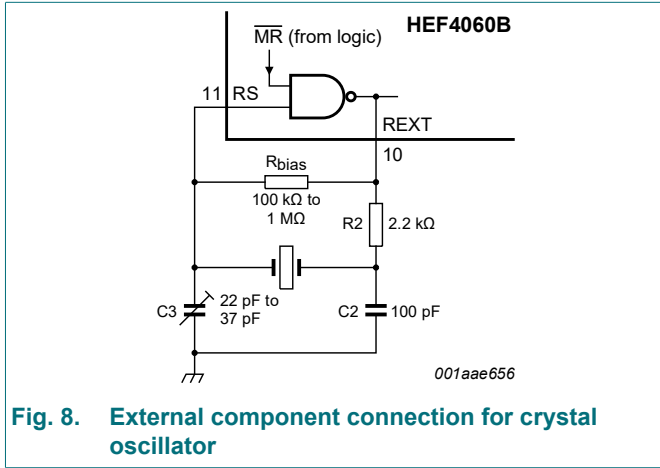 HEF4060B
MR (from logic)
11 RS
REXT
10
Rbias
100 kΩ to
1 MΩ
R2 2.2 kΩ
C3 22 pF to
37 pF
C2 100 pF
001aae656
Fig. 8. External component connection for crystal
oscillator